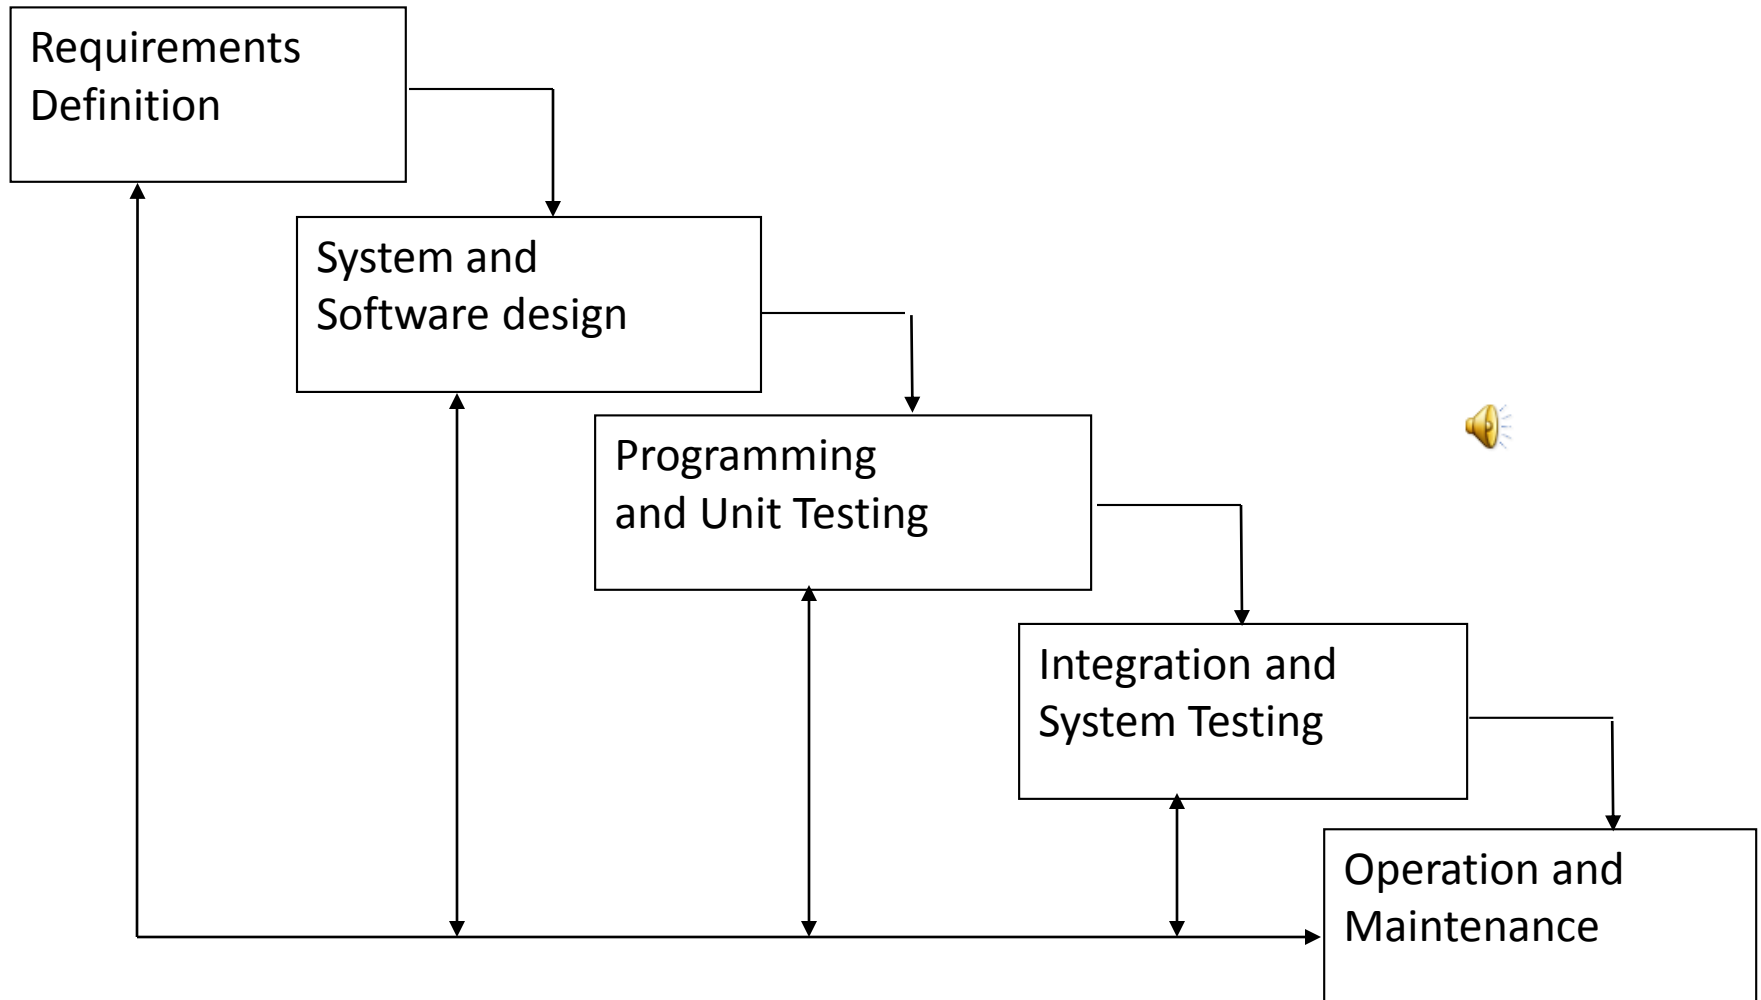 Requirements
Definition
System and
Software design
Programming
and Unit Testing
Integration and
System Testing
Operation and
Maintenance